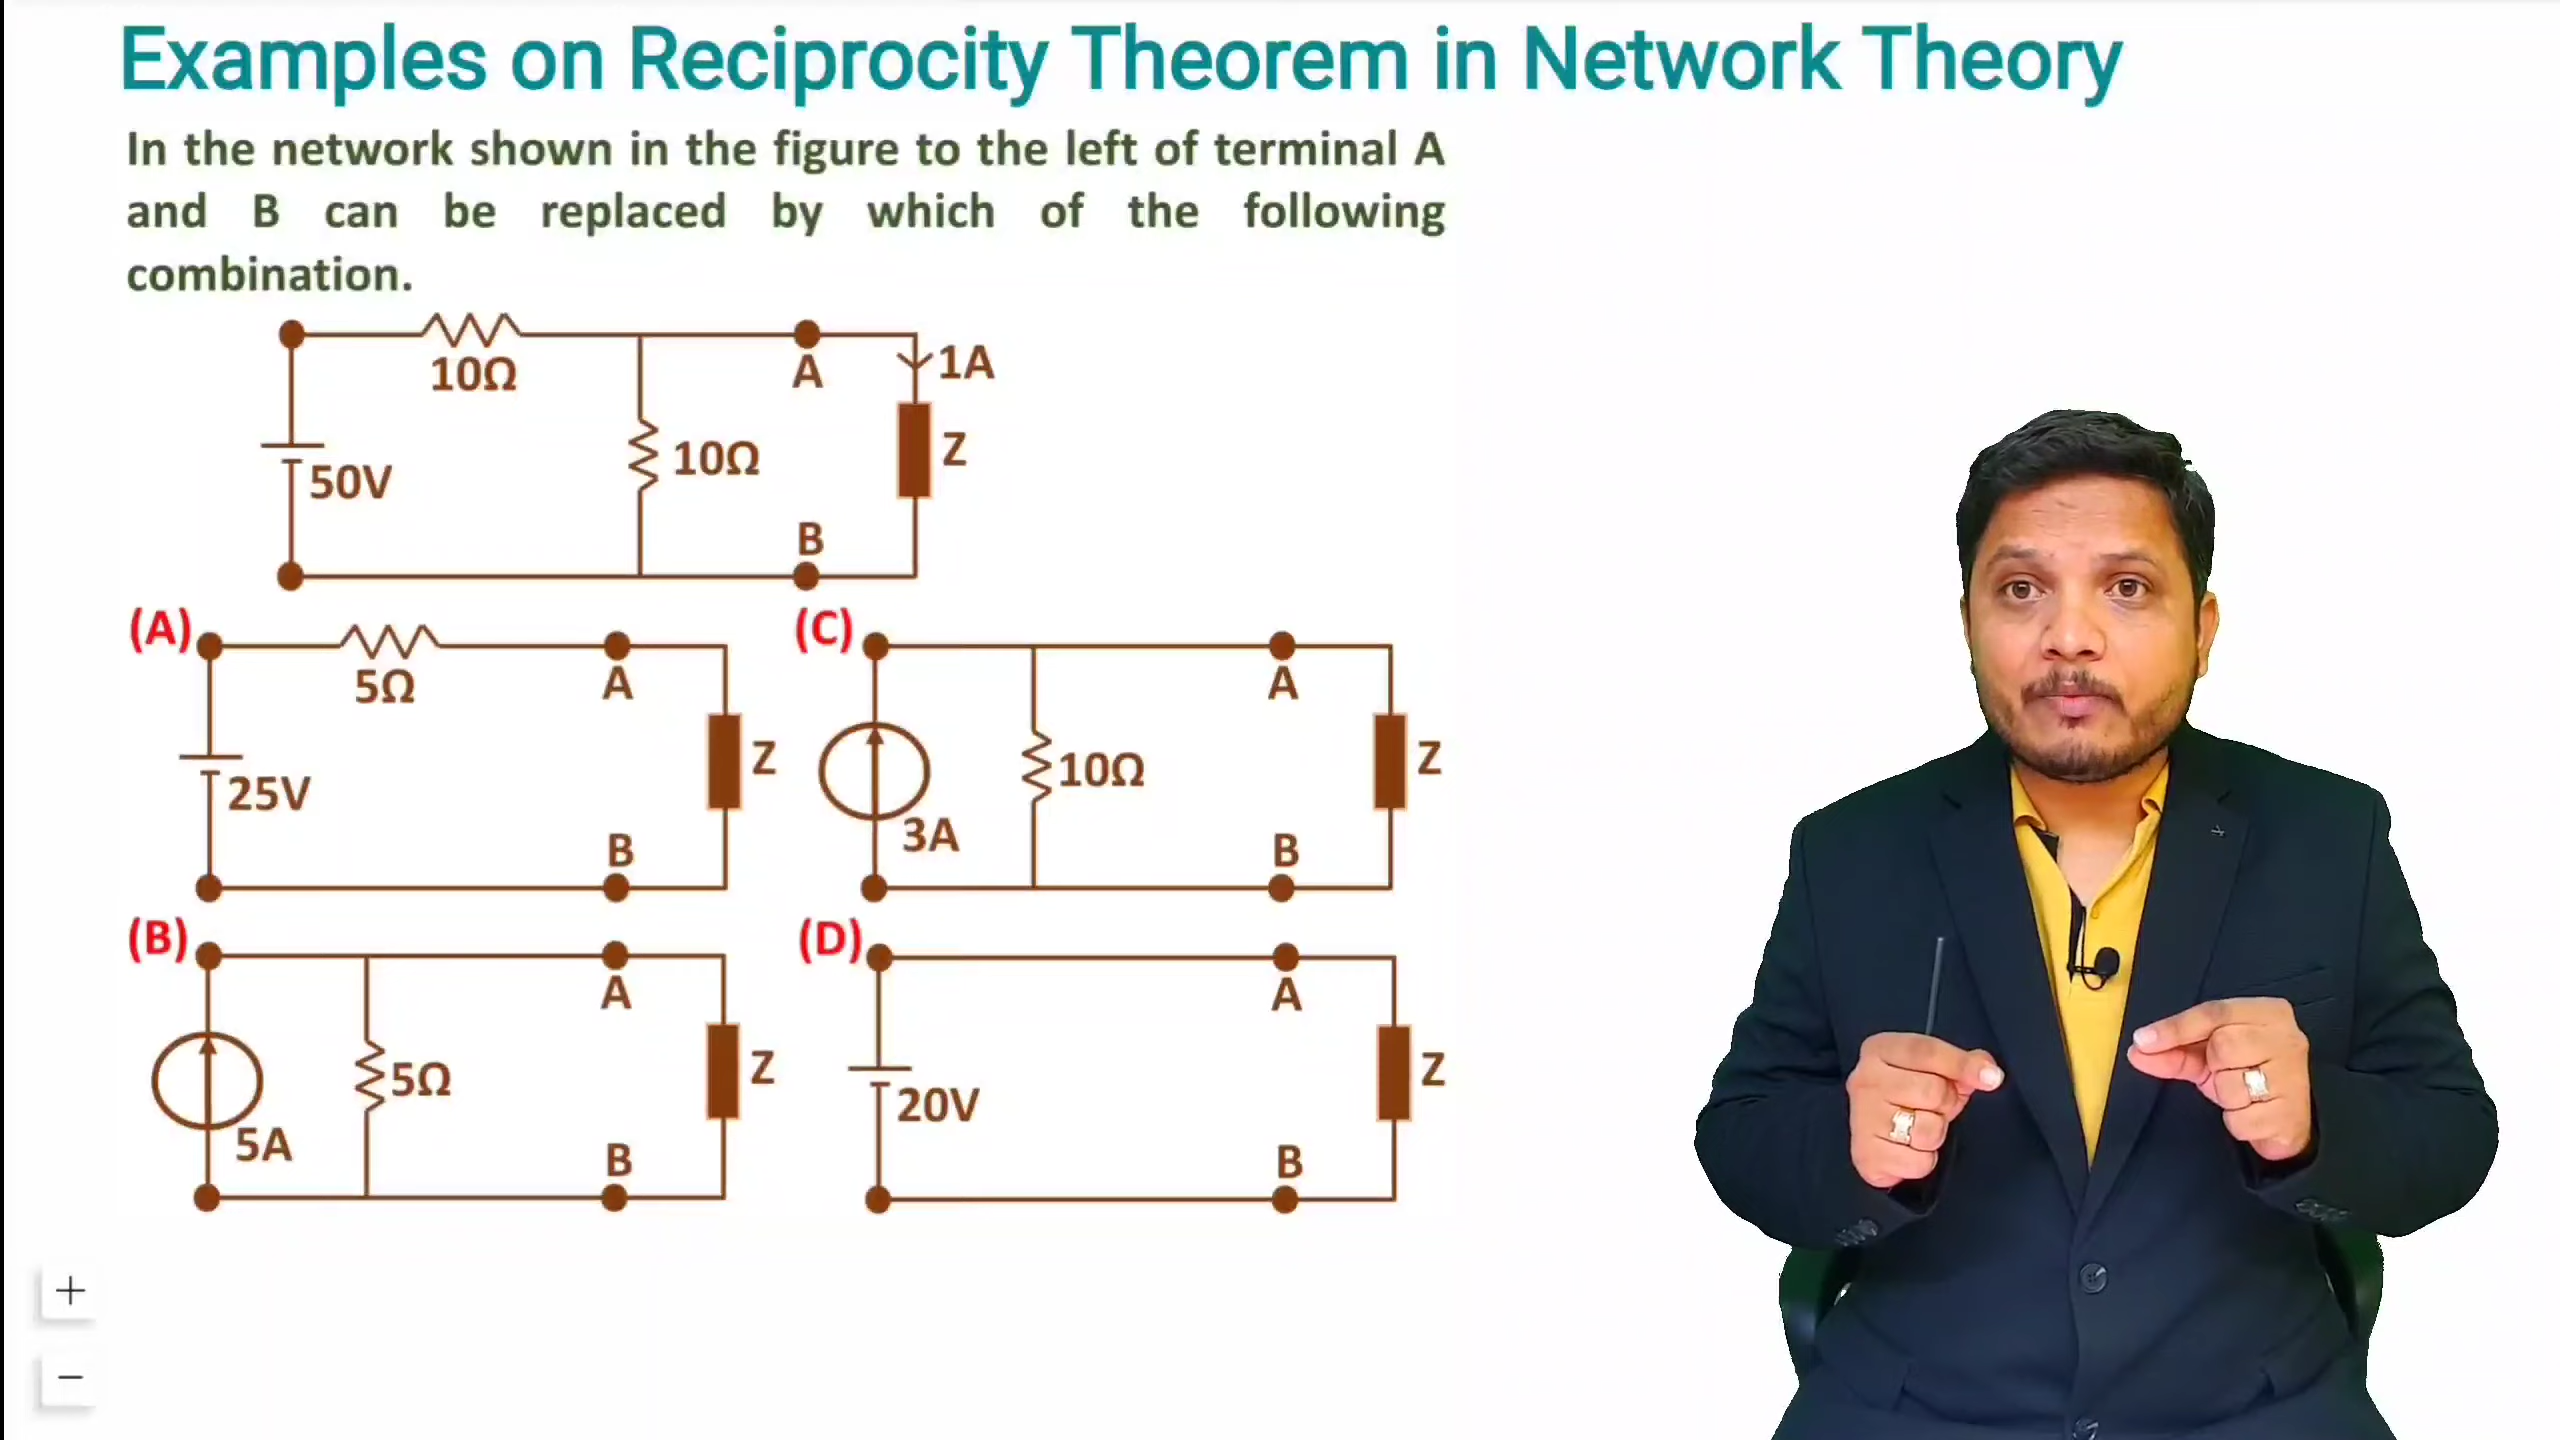 Examples on Reciprocity Theorem in Network Theory
In the network shown in the figure to the left of terminal A
and B can be replaced by which of the following
combination.
10Ω
A
1A
50V
10Ω
Z
B
(A)
5Ω
A
25V
Z
B
(C)
A
3A
10Ω
Z
B
(B)
A
5A
5Ω
Z
B
(D)
A
20V
Z
B
+
−